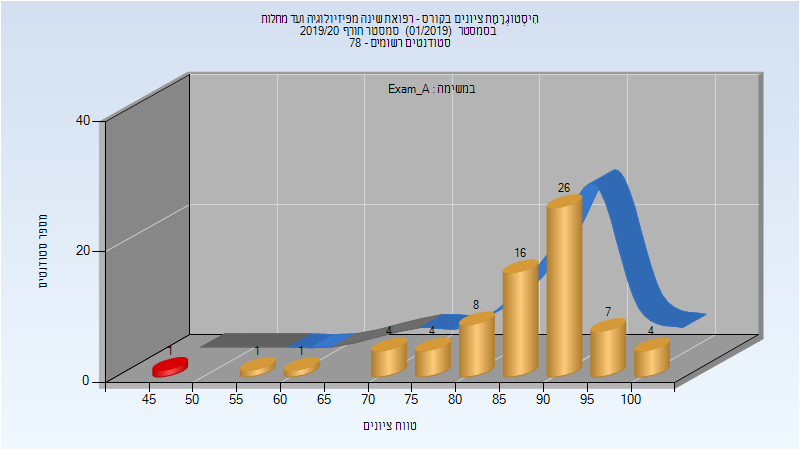 הִיסְטוֹגְרָמַת ציונים בקורס - רפואת שינה מפיזיולוגיה ועד מחלות
בסמסטר (01/2019) סמסטר חורף 2019/20
סטודנטים רשומים - 78
במשימה : Exam_A
מספר סטודנטים
40
20
0
1 1 1 4 4 8 16 26 7 4
45 50 55 60 65 70 75 80 85 90 95 100
טווח ציונים